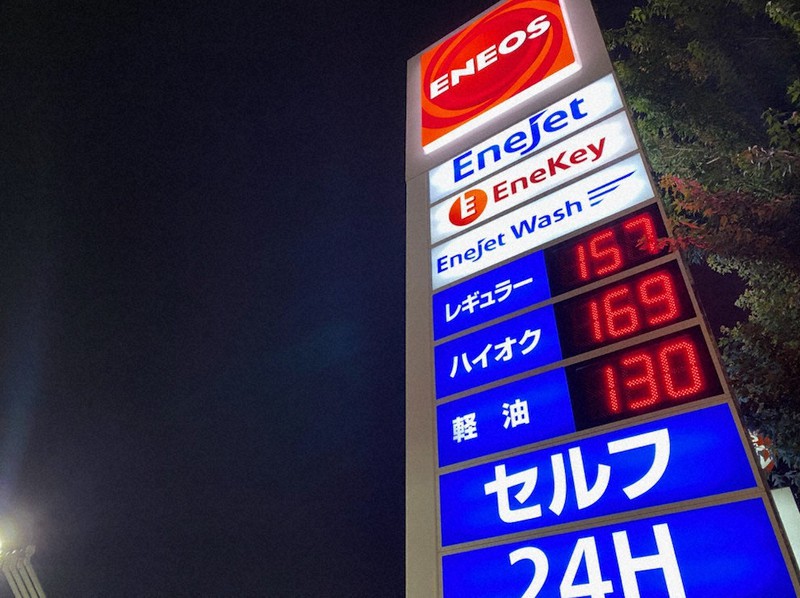 ENEOS
EneJet
E EneKey
EneJet Wash
レギュラー 157
ハイオク 169
軽油 130
セルフ
24H